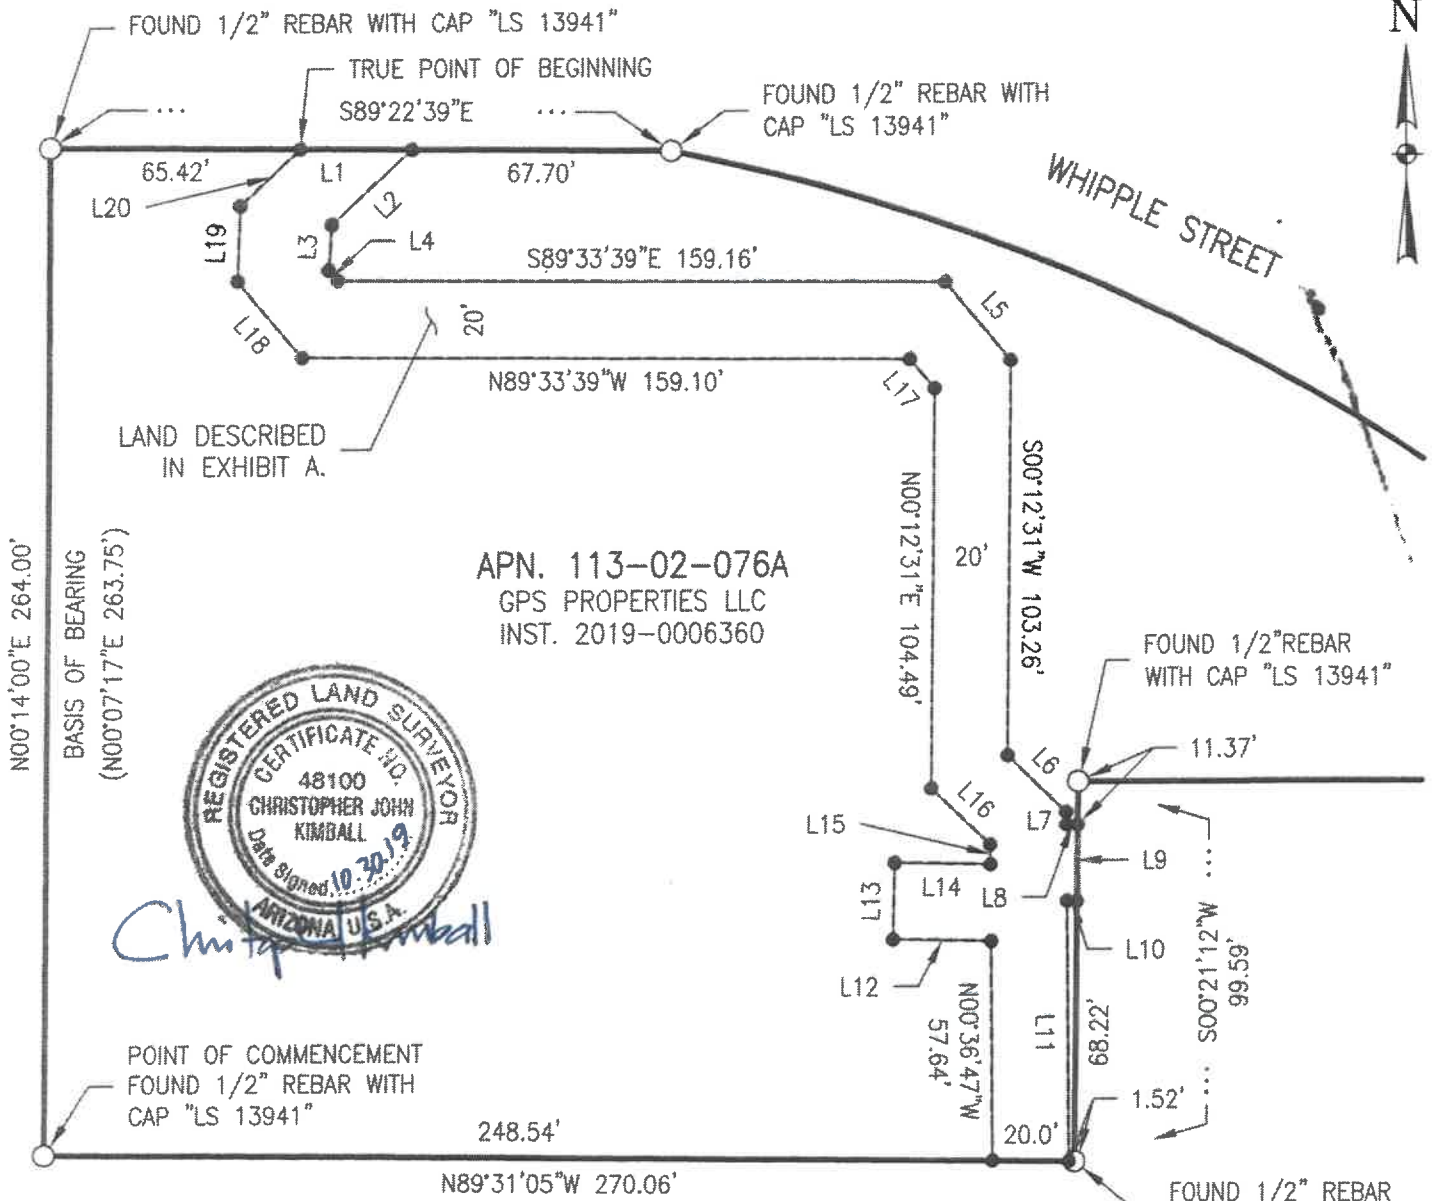 FOUND 1/2" REBAR WITH CAP "LS 13941"
N
TRUE POINT OF BEGINNING
S89°22'39"E
FOUND 1/2" REBAR WITH
CAP "LS 13941"
65.42'
L1
67.70'
WHIPPLE STREET
L20
L2
L19
L3
L4
S89°33'39"E 159.16'
L5
20'
L18
N89°33'39"W 159.10'
L17
LAND DESCRIBED
IN EXHIBIT A.
N00°14'00"E 264.00'
BASIS OF BEARING
(N00°07'17"E 263.75')
APN. 113-02-076A
GPS PROPERTIES LLC
INST. 2019-0006360
N00°12'31"E 104.49'
20'
S00°12'31"W 103.26'
FOUND 1/2"REBAR
WITH CAP "LS 13941"
11.37'
REGISTERED LAND SURVEYOR
CERTIFICATE NO.
48100
CHRISTOPHER JOHN
KIMBALL
Date Signed 10.30.19
ARIZONA U.S.A.
L6
L16
L15
L7
L9
L14
L8
L13
L10
L12
S00°21'12"W
99.59'
N00°36'47"W
57.64'
L11
68.22'
POINT OF COMMENCEMENT
FOUND 1/2" REBAR WITH
CAP "LS 13941"
1.52'
248.54'
20.0'
N89°31'05"W 270.06'
FOUND 1/2" REBAR